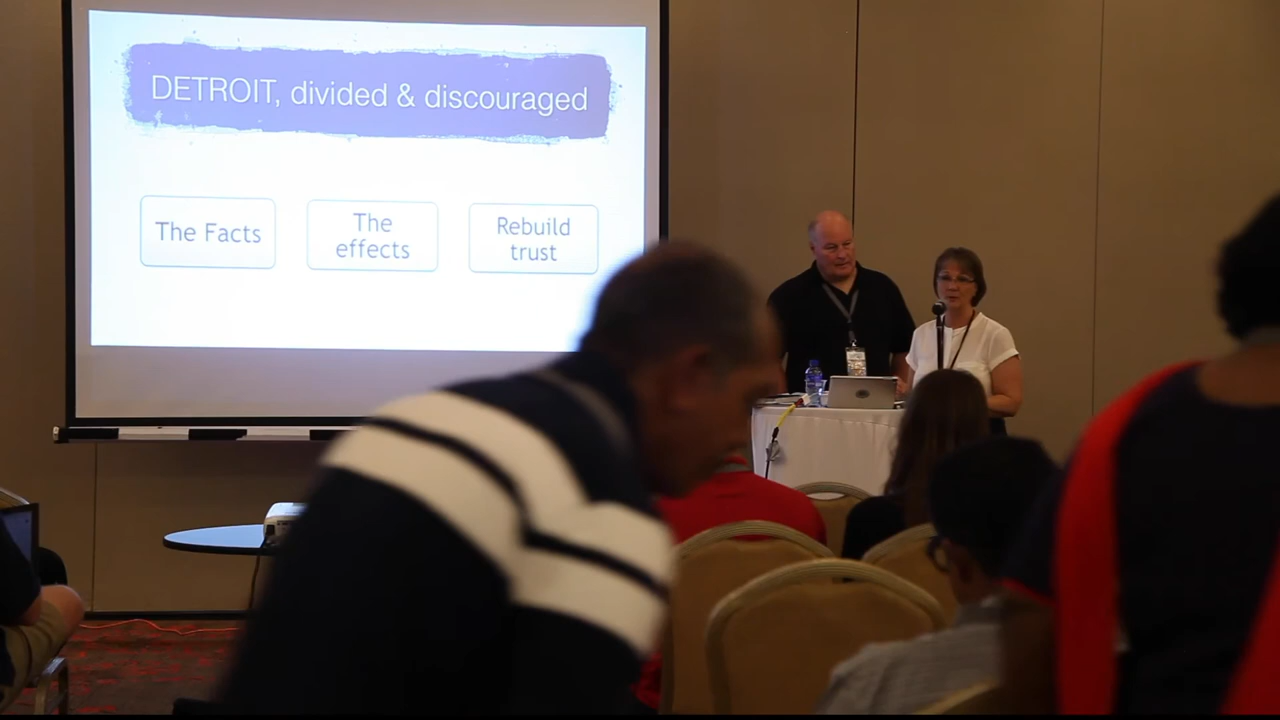 DETROIT, divided & discouraged
The Facts
The
effects
Rebuild
trust